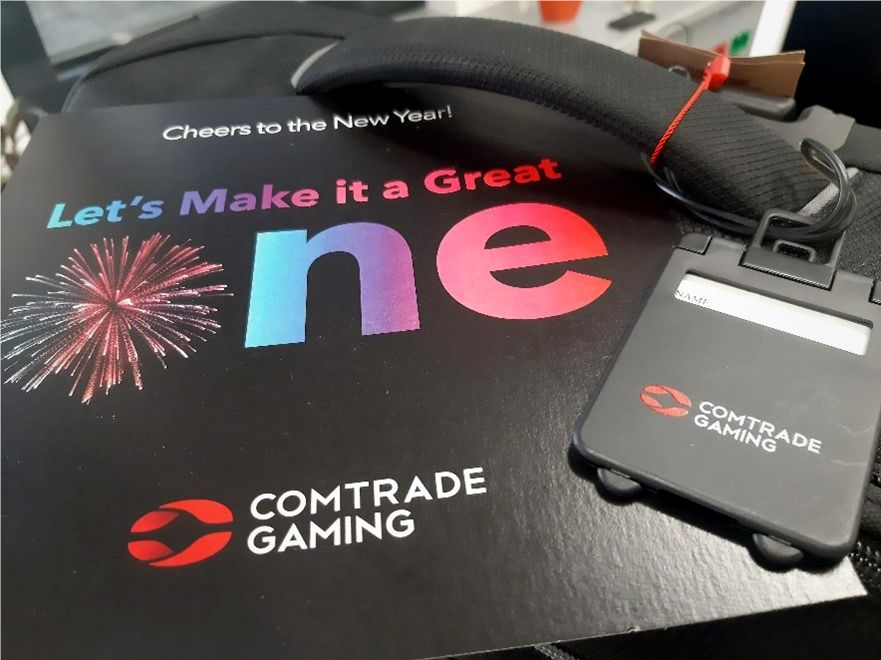 Cheers to the New Year!
Let's Make it a Great
ne
COMTRADE
GAMING
NAME
COMTRADE
GAMING